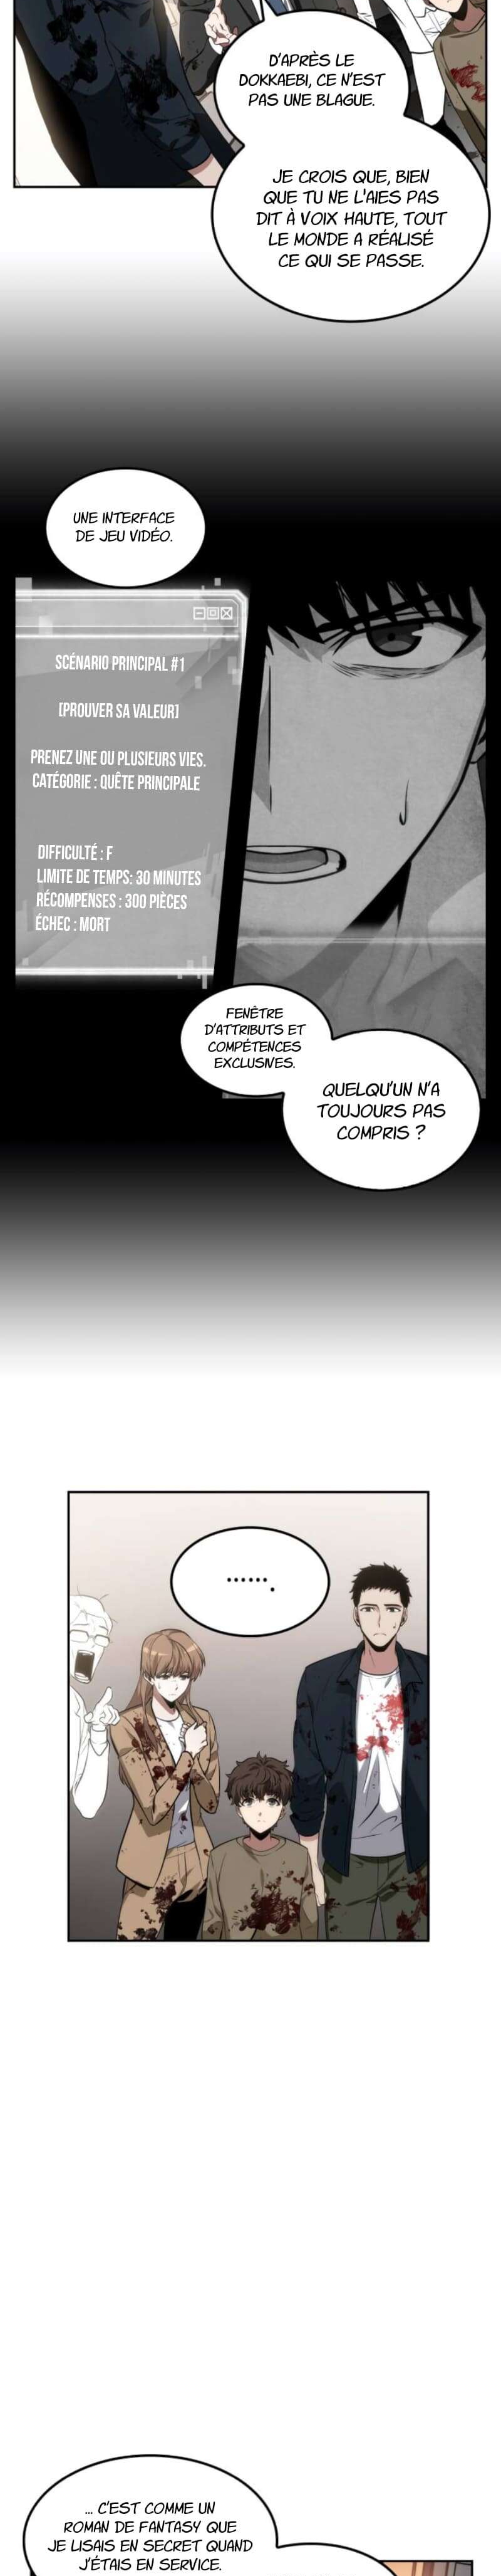 D'APRÈS LE
DOKKAEBI, CE N'EST
PAS UNE BLAGUE.
JE CROIS QUE, BIEN
QUE TU NE L'AIES PAS
DIT À VOIX HAUTE, TOUT
LE MONDE A RÉALISÉ
CE QUI SE PASSE.
UNE INTERFACE
DE JEU VIDÉO.
SCÉNARIO PRINCIPAL #1
[PROUVER SA VALEUR]
PRENEZ UNE OU PLUSIEURS VIES.
CATÉGORIE : QUÊTE PRINCIPALE
DIFFICULTÉ : F
LIMITE DE TEMPS: 30 MINUTES
RÉCOMPENSES : 300 PIÈCES
ÉCHEC : MORT
FENÊTRE
D'ATTRIBUTS ET
COMPÉTENCES
EXCLUSIVES.
QUELQU'UN N'A
TOUJOURS PAS
COMPRIS ?
.......
... C'EST COMME UN
ROMAN DE FANTASY QUE
JE LISAIS EN SECRET QUAND
J'ÉTAIS EN SERVICE.